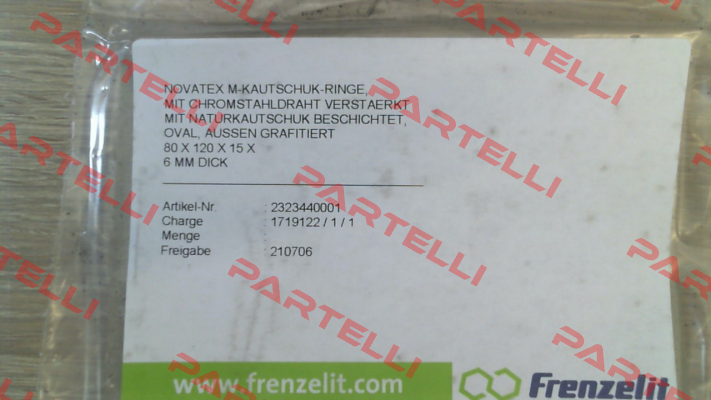 NOVATEX M-KAUTSCHUK-RINGE,
MIT CHROMSTAHLDRAHT VERSTAERKT
MIT NATURKAUTSCHUK BESCHICHTET,
OVAL, AUSSEN GRAFITIERT
80 X 120 X 15 X
6 MM DICK
Artikel-Nr. : 2323440001
Charge : 1719122 / 1 / 1
Menge :
Freigabe : 210706
www.frenzelit.com
Frenzelit
PARTELLI
PARTELLI
PARTELLI
PARTELLI
PARTELLI
PARTELLI
PARTELLI
PARTELLI
PARTELLI